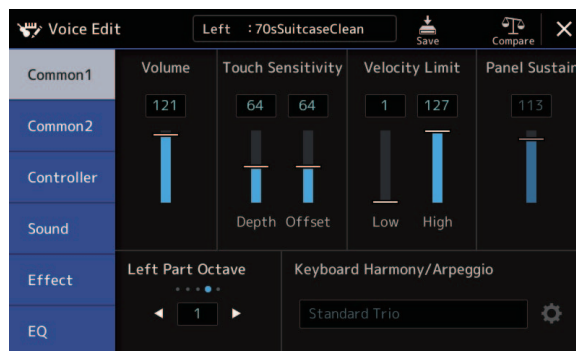 Voice Edit
Left :70sSuitcaseClean
Save
Compare
Common1
Common2
Controller
Sound
Effect
EQ
Volume
121
Touch Sensitivity
64 64
Depth Offset
Velocity Limit
1 127
Low High
Panel Sustain
113
Left Part Octave
1
Keyboard Harmony/Arpeggio
Standard Trio